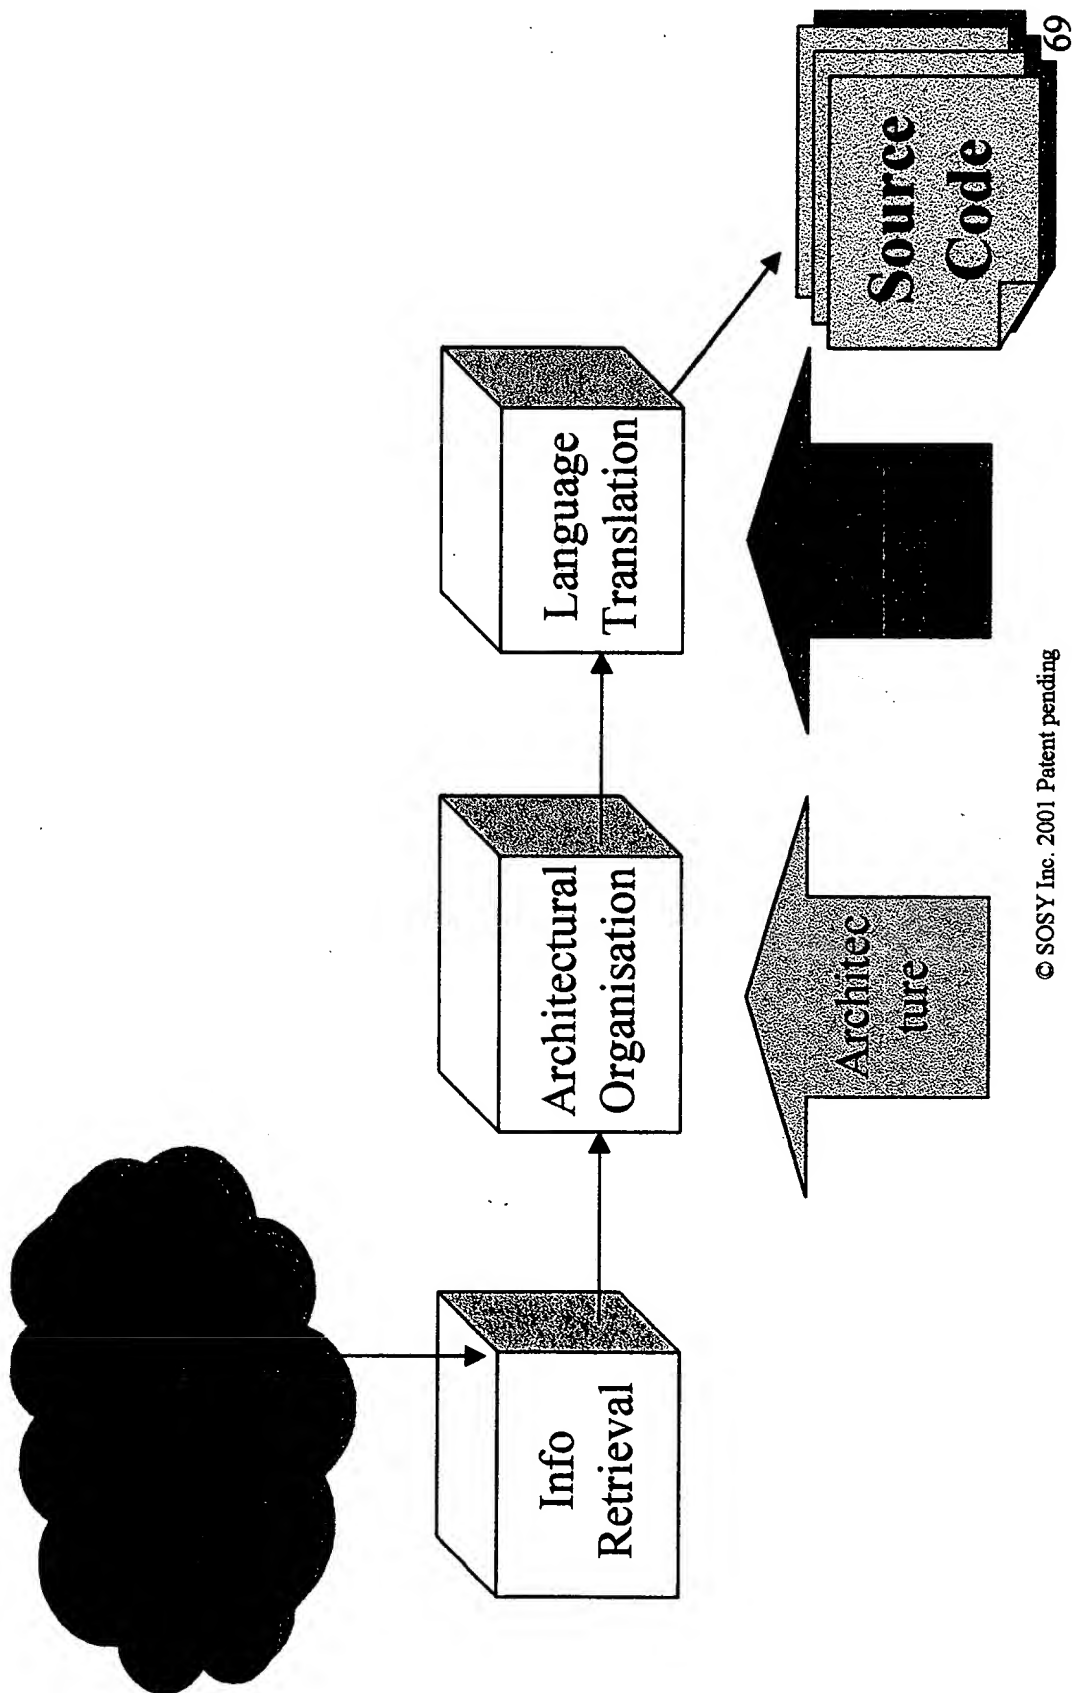 Info
Retrieval
Architectural
Organisation
Language
Translation
Architec
ture
Source
Code
© SOSY Inc. 2001 Patent pending
69